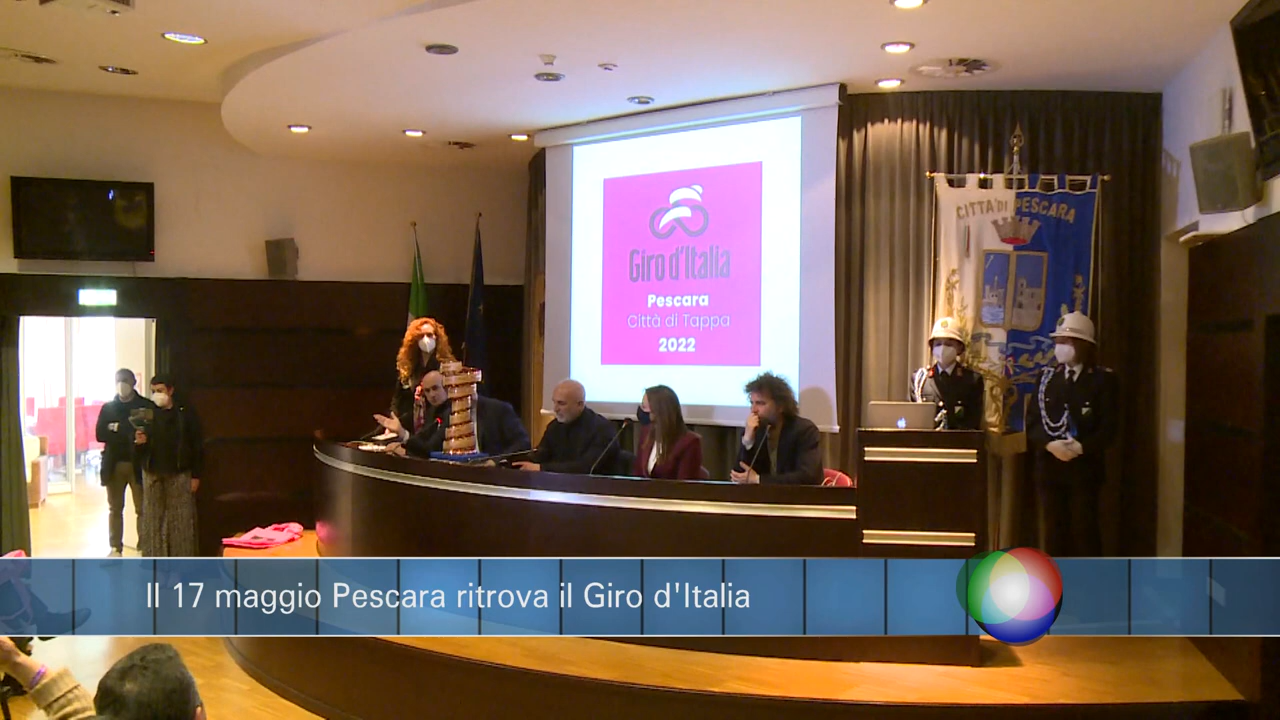 CITTÀ DI PESCARA
Giro d'Italia
Pescara
Città di Tappa
2022
Il 17 maggio Pescara ritrova il Giro d'Italia